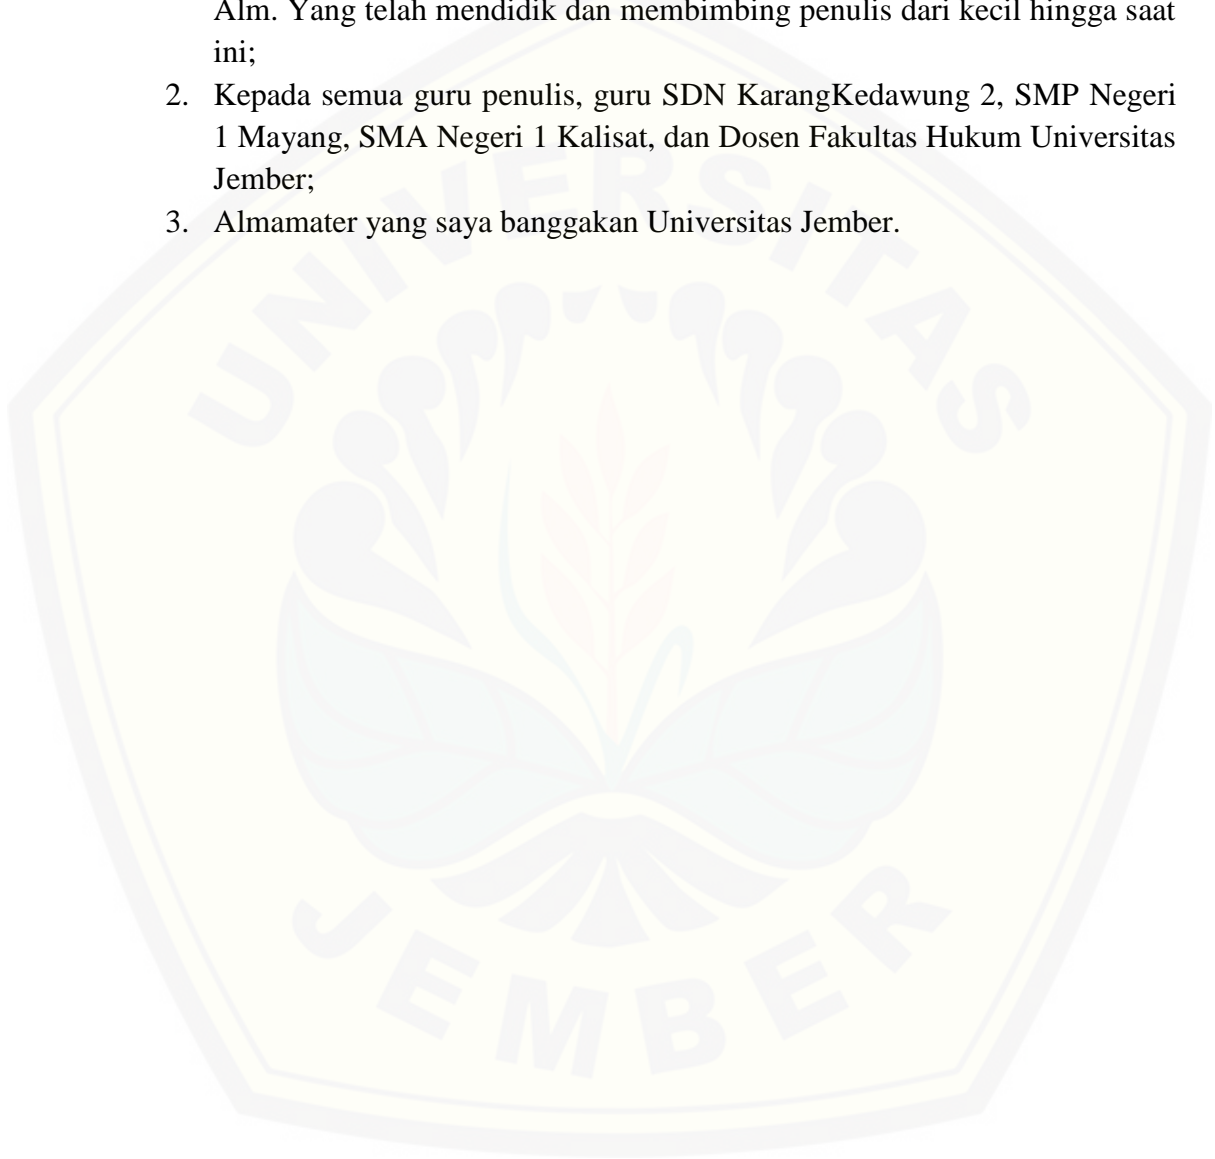 Alm. Yang telah mendidik dan membimbing penulis dari kecil hingga saat
ini;
2. Kepada semua guru penulis, guru SDN KarangKedawung 2, SMP Negeri
1 Mayang, SMA Negeri 1 Kalisat, dan Dosen Fakultas Hukum Universitas
Jember;
3. Almamater yang saya banggakan Universitas Jember.
UNIVERSITAS
JEMBER